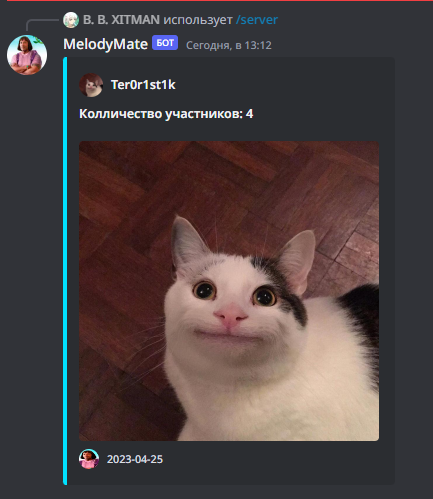 B. B. XITMAN использует /server
MelodyMate БОТ Сегодня, в 13:12
Ter0r1st1k
Колличество участников: 4
2023-04-25